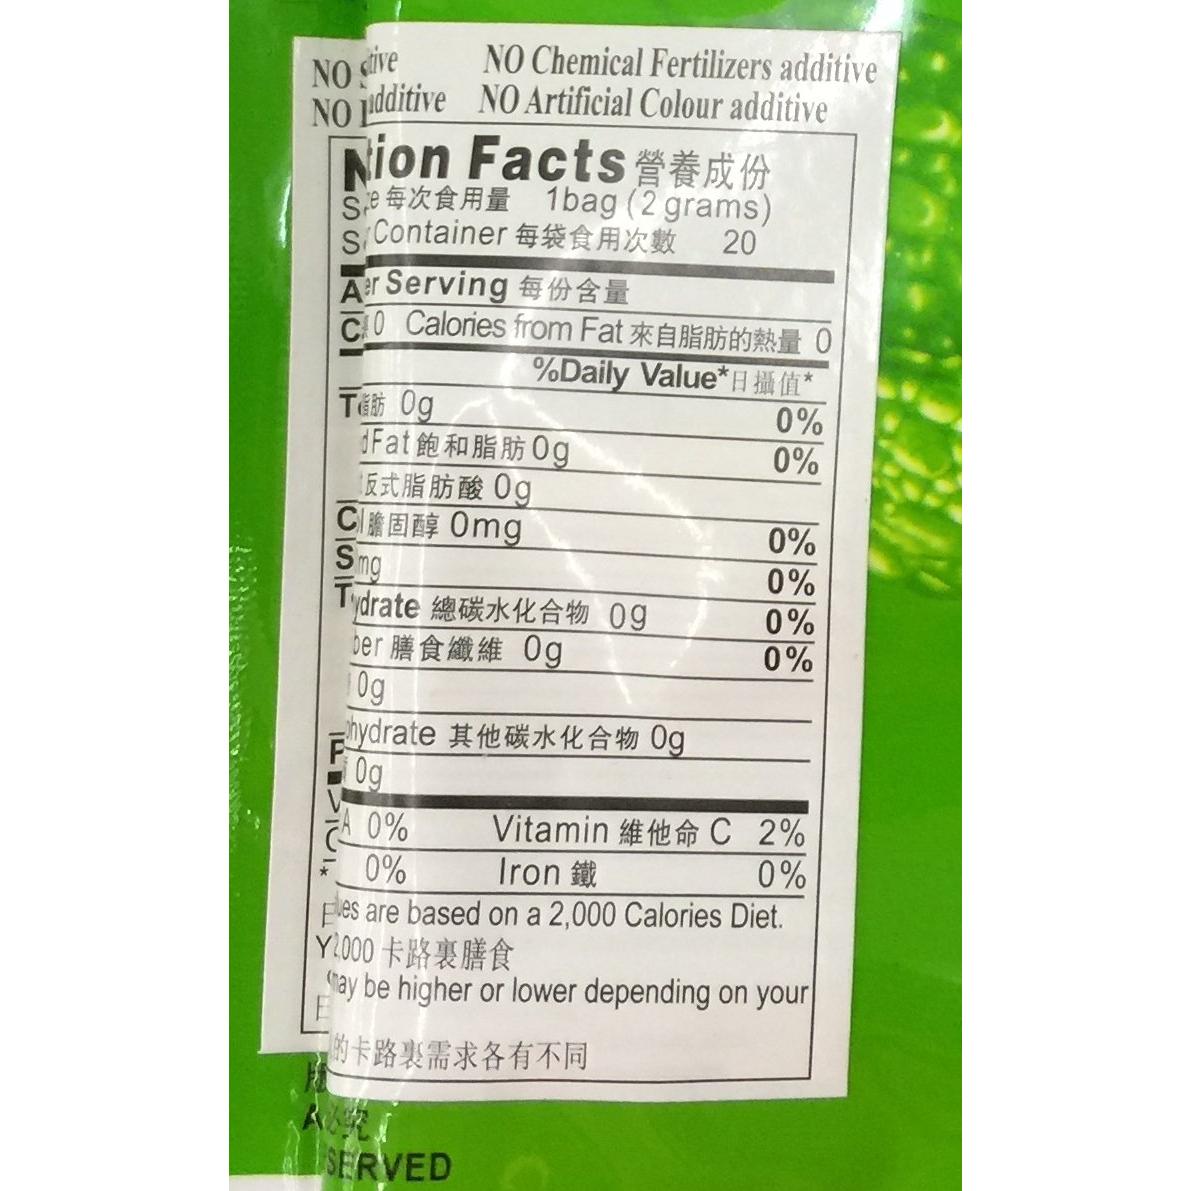 NO NO Chemical Fertilizers additive
NO additive NO Artificial Colour additive
Facts 營養成份
每次食用量 1bag (2 grams)
Container 每袋食用次數 20
Serving 每份含量
0 Calories from Fat 來自脂肪的熱量 0
%Daily Value* 日攝值*
脂肪 0g 0%
Fat 飽和脂肪 0g 0%
反式脂肪酸 0g
膽固醇 0mg 0%
mg 0%
ydrate 總碳水化合物 0g 0%
ber 膳食纖維 0g 0%
0g
ohydrate 其他碳水化合物 0g
0g
A 0% Vitamin 維他命 C 2%
0% Iron 鐵 0%
are based on a 2,000 Calories Diet.
2,000 卡路裏膳食
may be higher or lower depending on your
的卡路裏需求各有不同
必究
SERVED